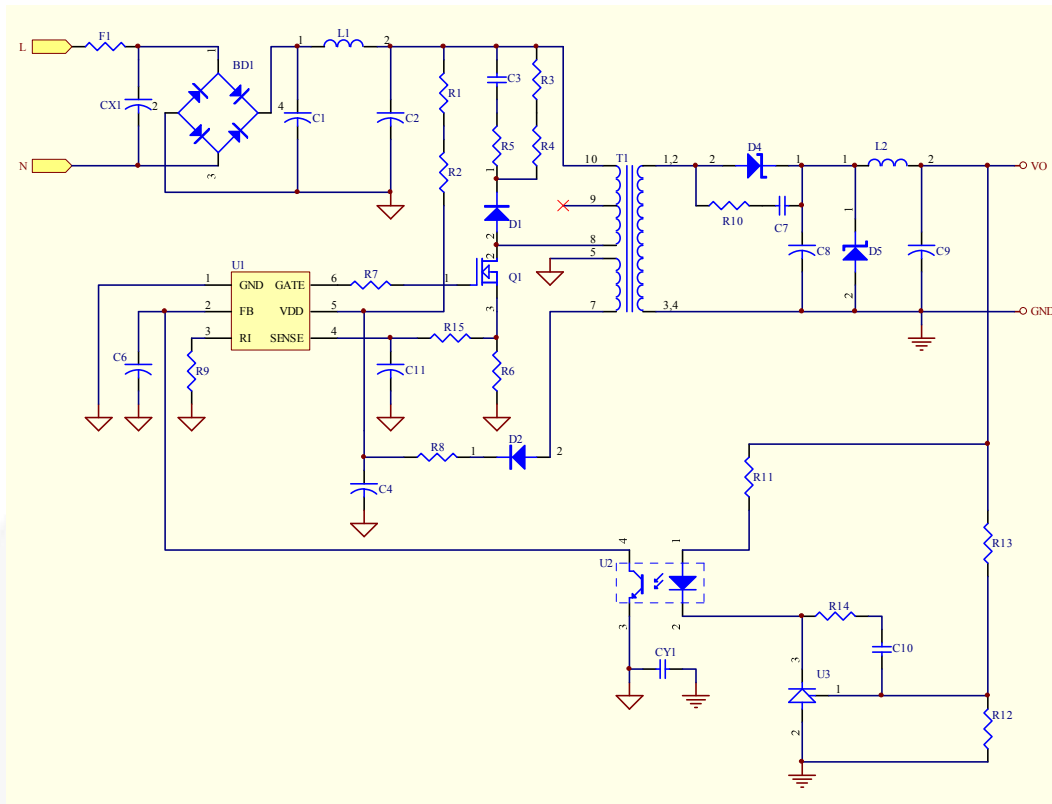 L F1 1 L1 2
BD1
CX1 2 4 C1 C2 R1 C3 R3
R5 R4
N 3 R2 1
T1 10 1,2 2 D4 1 1 L2 2 VO
9 R10 C7
D1 2 8 1
2 Q1 5 C8 D5 C9
U1
1 GND GATE 6 R7 1
2 FB VDD 5 3 7 2 3,4 GND
3 RI SENSE 4 R15
C6 R9 C11 R6
R8 1 D2 2
C4 R11
4 1 R13
U2
3 2 R14
CY1 3 C10
U3 1
2 R12